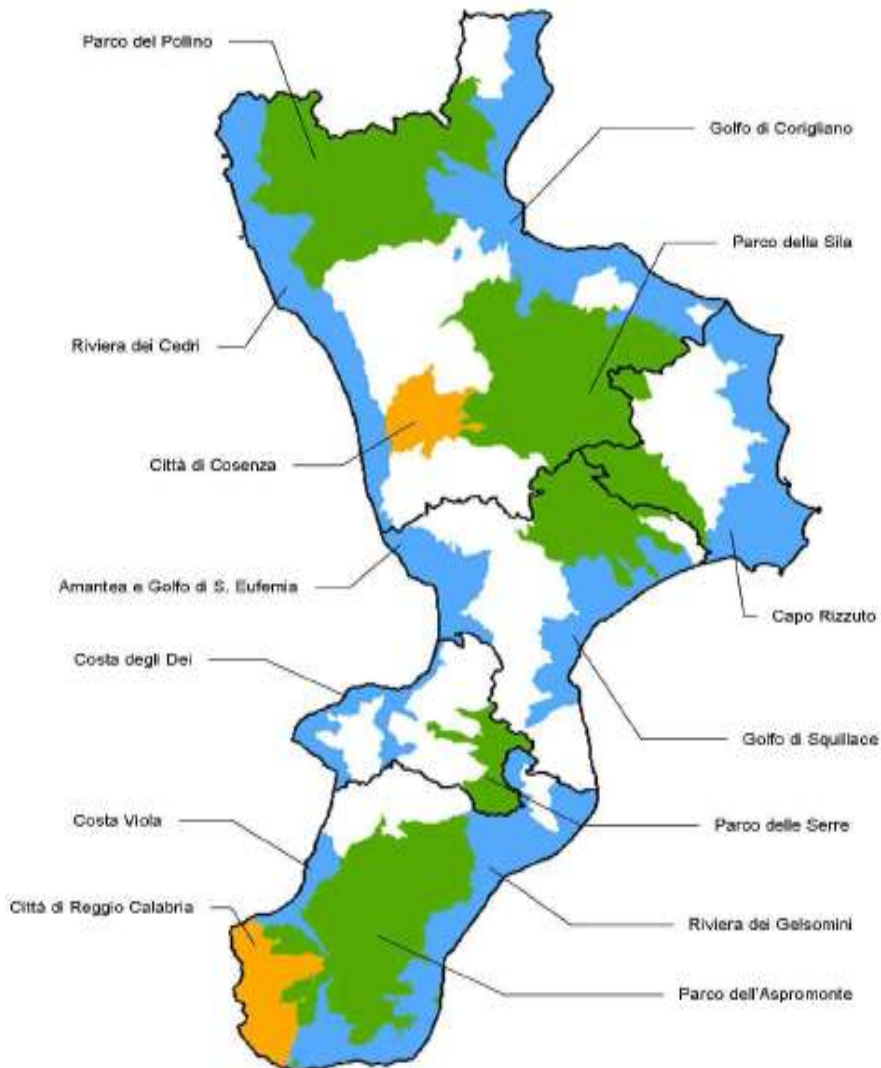 Parco del Pollino
Golfo di Corigliano
Parco della Sila
Riviera dei Cedri
Città di Cosenza
Amantea e Golfo di S. Eufemia
Capo Rizzuto
Costa degli Dei
Golfo di Squillace
Costa Viola
Parco delle Serre
Città di Reggio Calabria
Riviera dei Gelsomini
Parco dell'Aspromonte